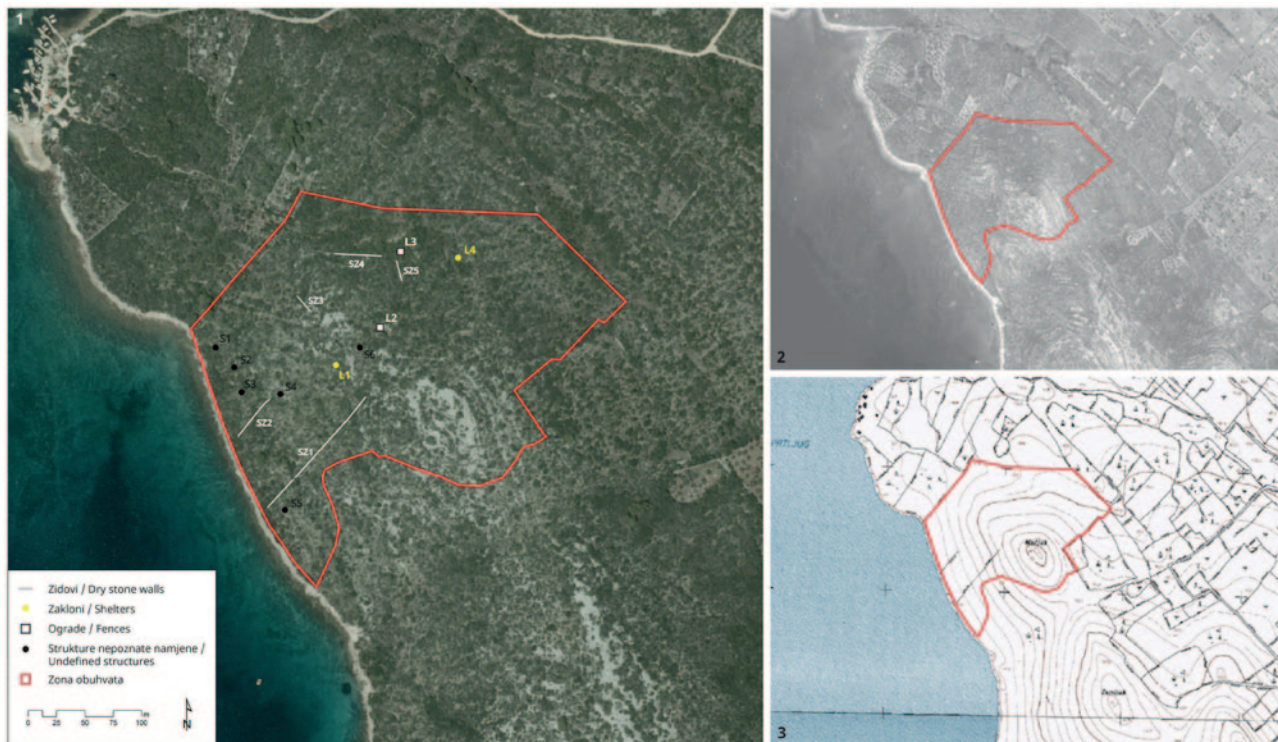 1
L3
L4
SZ4
SZ5
SZ3
L2
S1
S6
S2
L1
S3
S4
SZ2
SZ1
S5
Zidovi / Dry stone walls
Zakloni / Shelters
Ograde / Fences
Strukture nepoznate namjene /
Undefined structures
Zona obuhvata
0 25 50 75 100 m
N
2
3